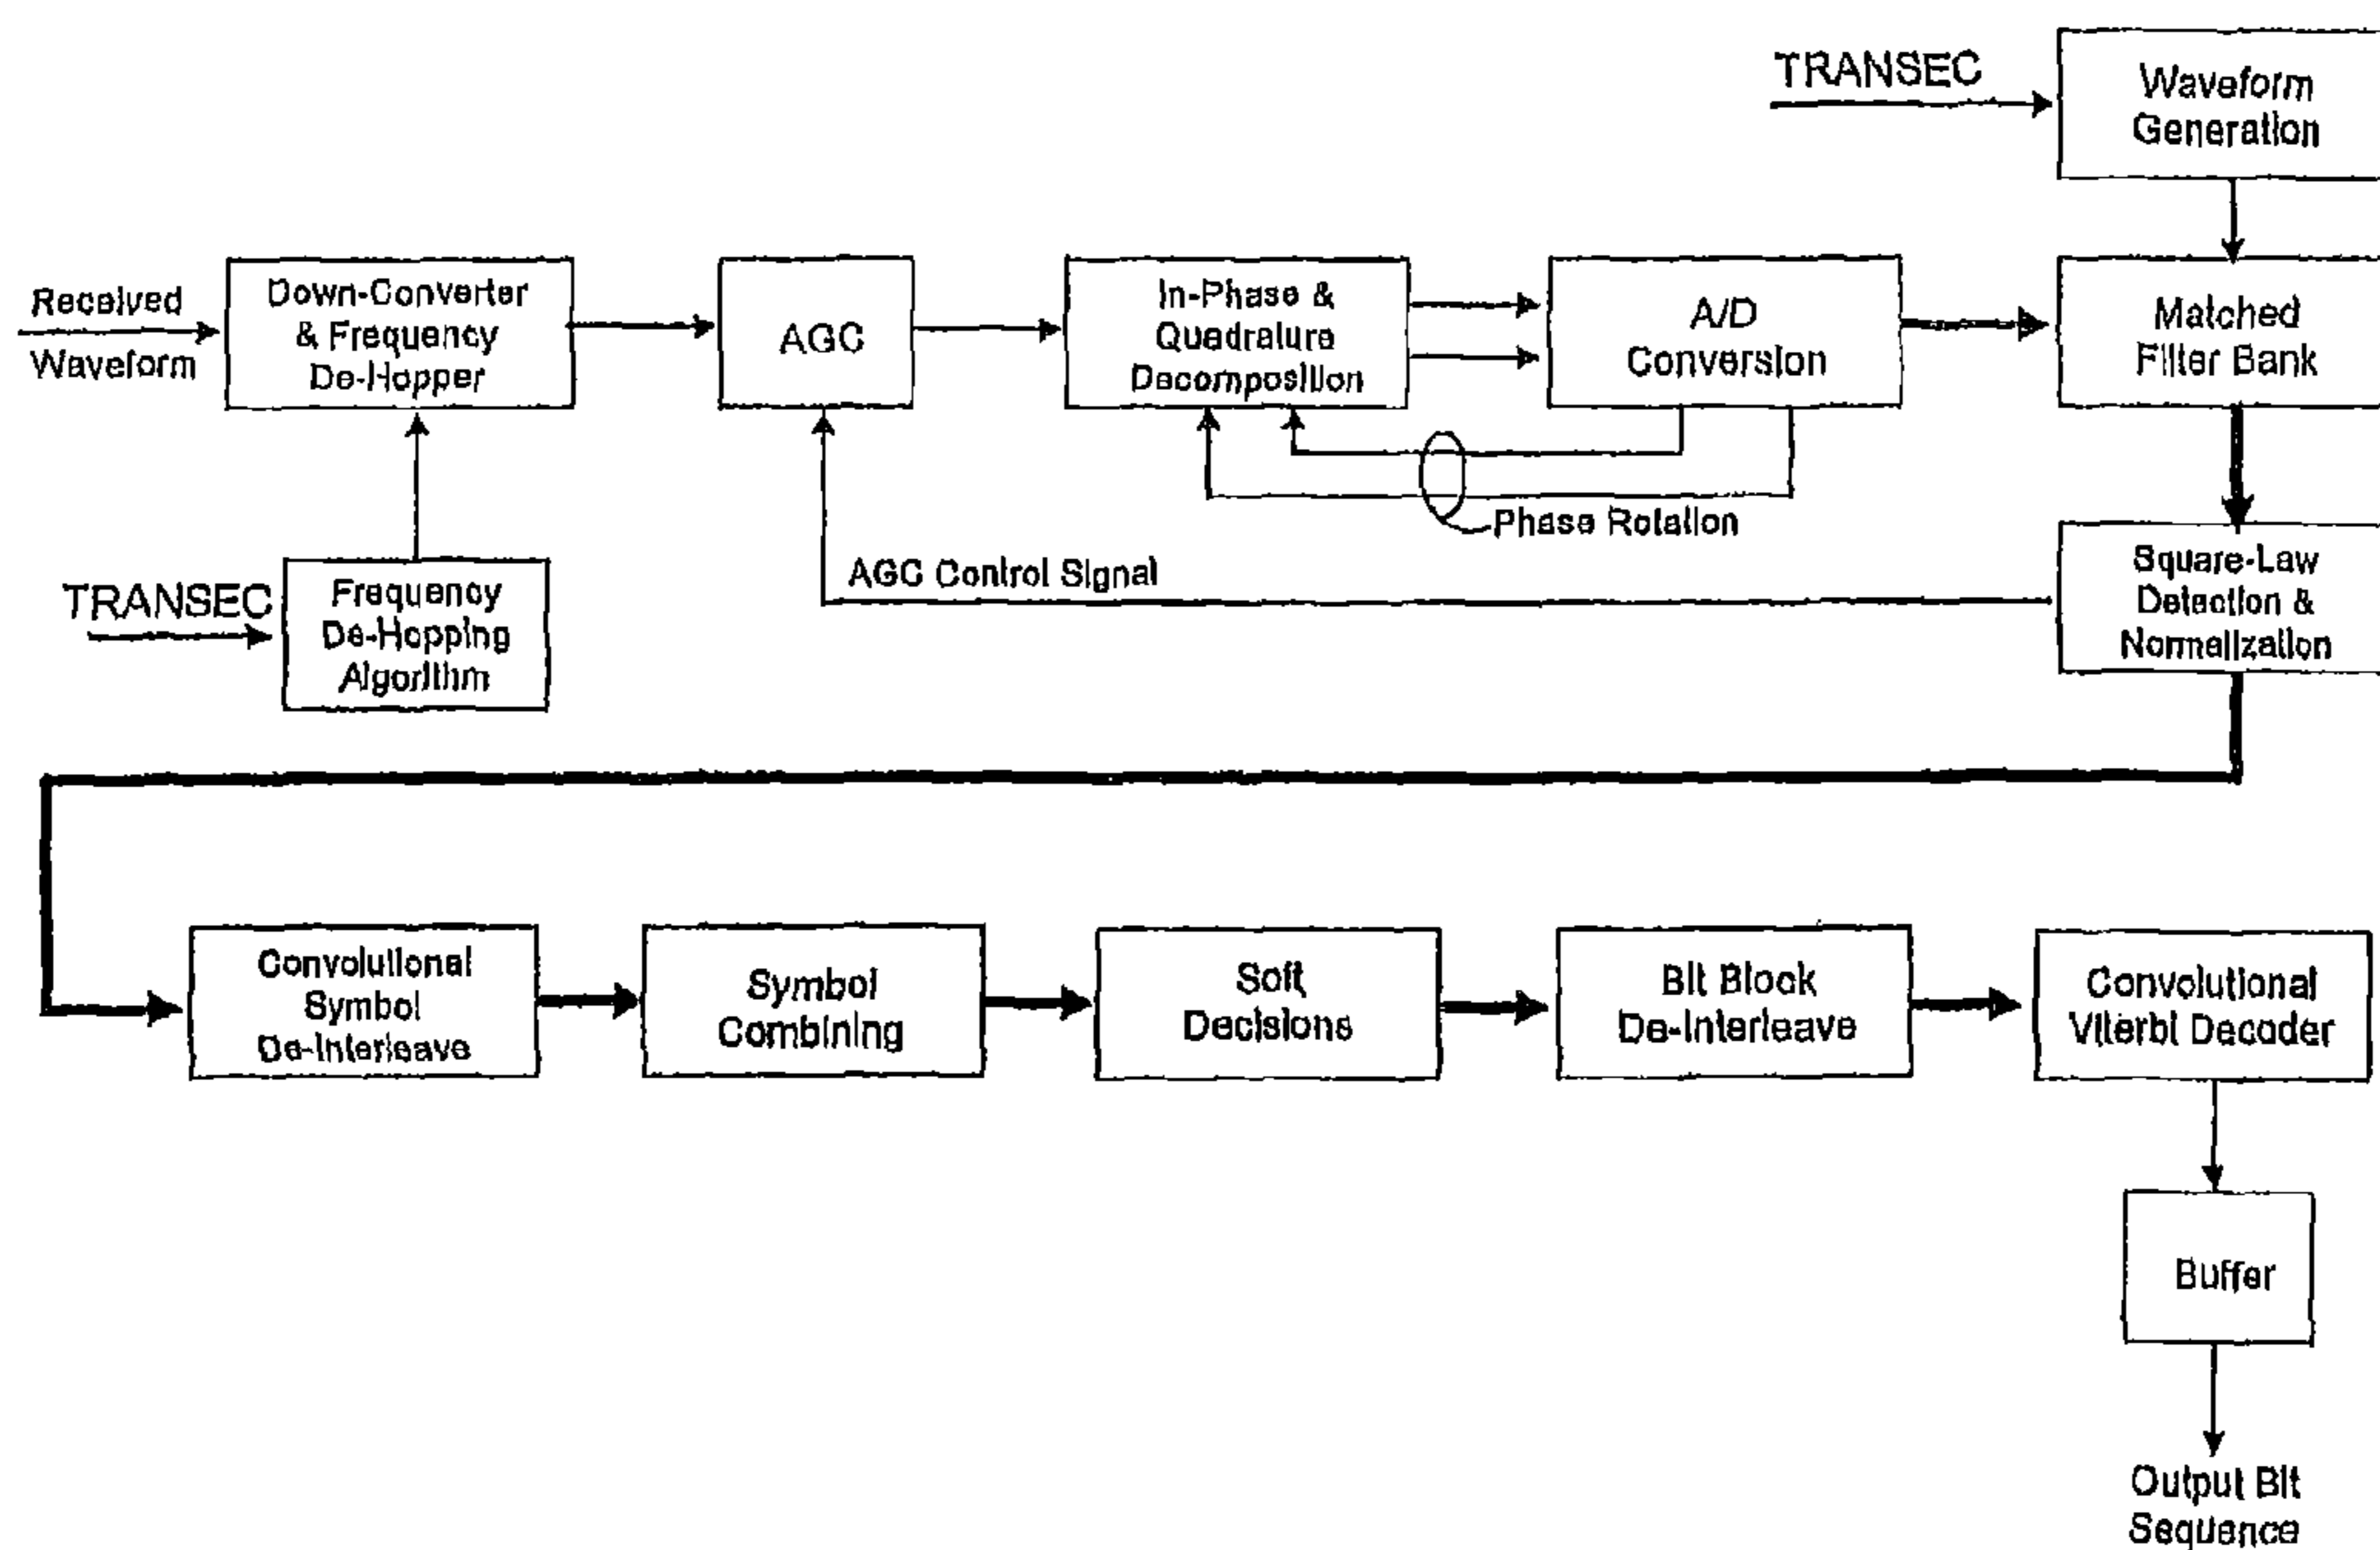 TRANSEC
Waveform
Generation
Received
Waveform
Down-Converter
& Frequency
De-Hopper
AGC
In-Phase &
Quadrature
Decomposition
A/D
Conversion
Matched
Filter Bank
Phase Rotation
AGC Control Signal
TRANSEC
Frequency
De-Hopping
Algorithm
Square-Law
Detection &
Normalization
Convolutional
Symbol
De-Interleave
Symbol
Combining
Soft
Decisions
Bit Block
De-Interleave
Convolutional
Viterbi Decoder
Buffer
Output Bit
Sequence